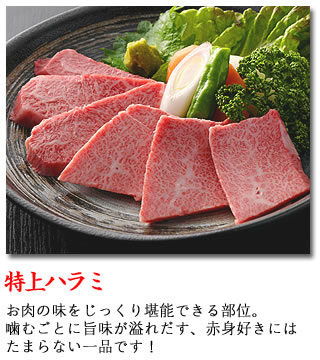 特上ハラミ
お肉の味をじっくり堪能できる部位。
噛むごとに旨味が溢れだす、赤身好きには
たまらない一品です！